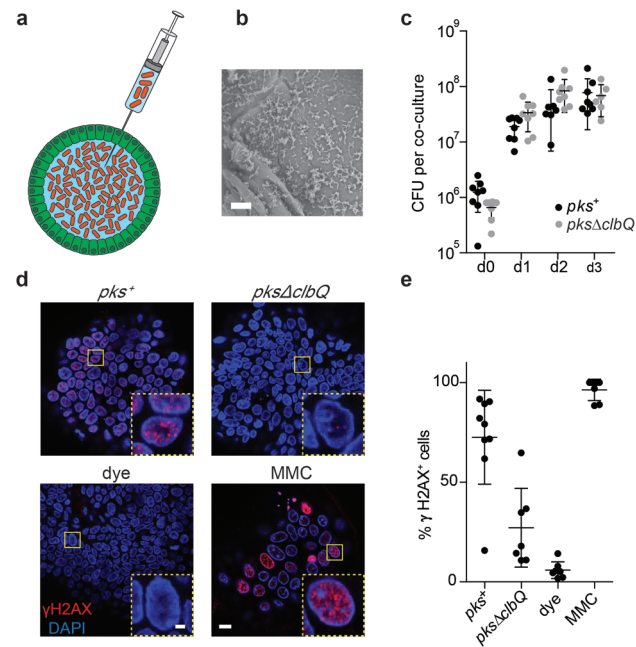 a
b
c
10⁹
10⁸
10⁷
10⁶
10⁵
CFU per co-culture
pks⁺
pksΔclbQ
d0 d1 d2 d3
d
pks⁺ pksΔclbQ
dye MMC
γH2AX
DAPI
e
100
50
0
% γ H2AX⁺ cells
pks⁺
pksΔclbQ
dye
MMC